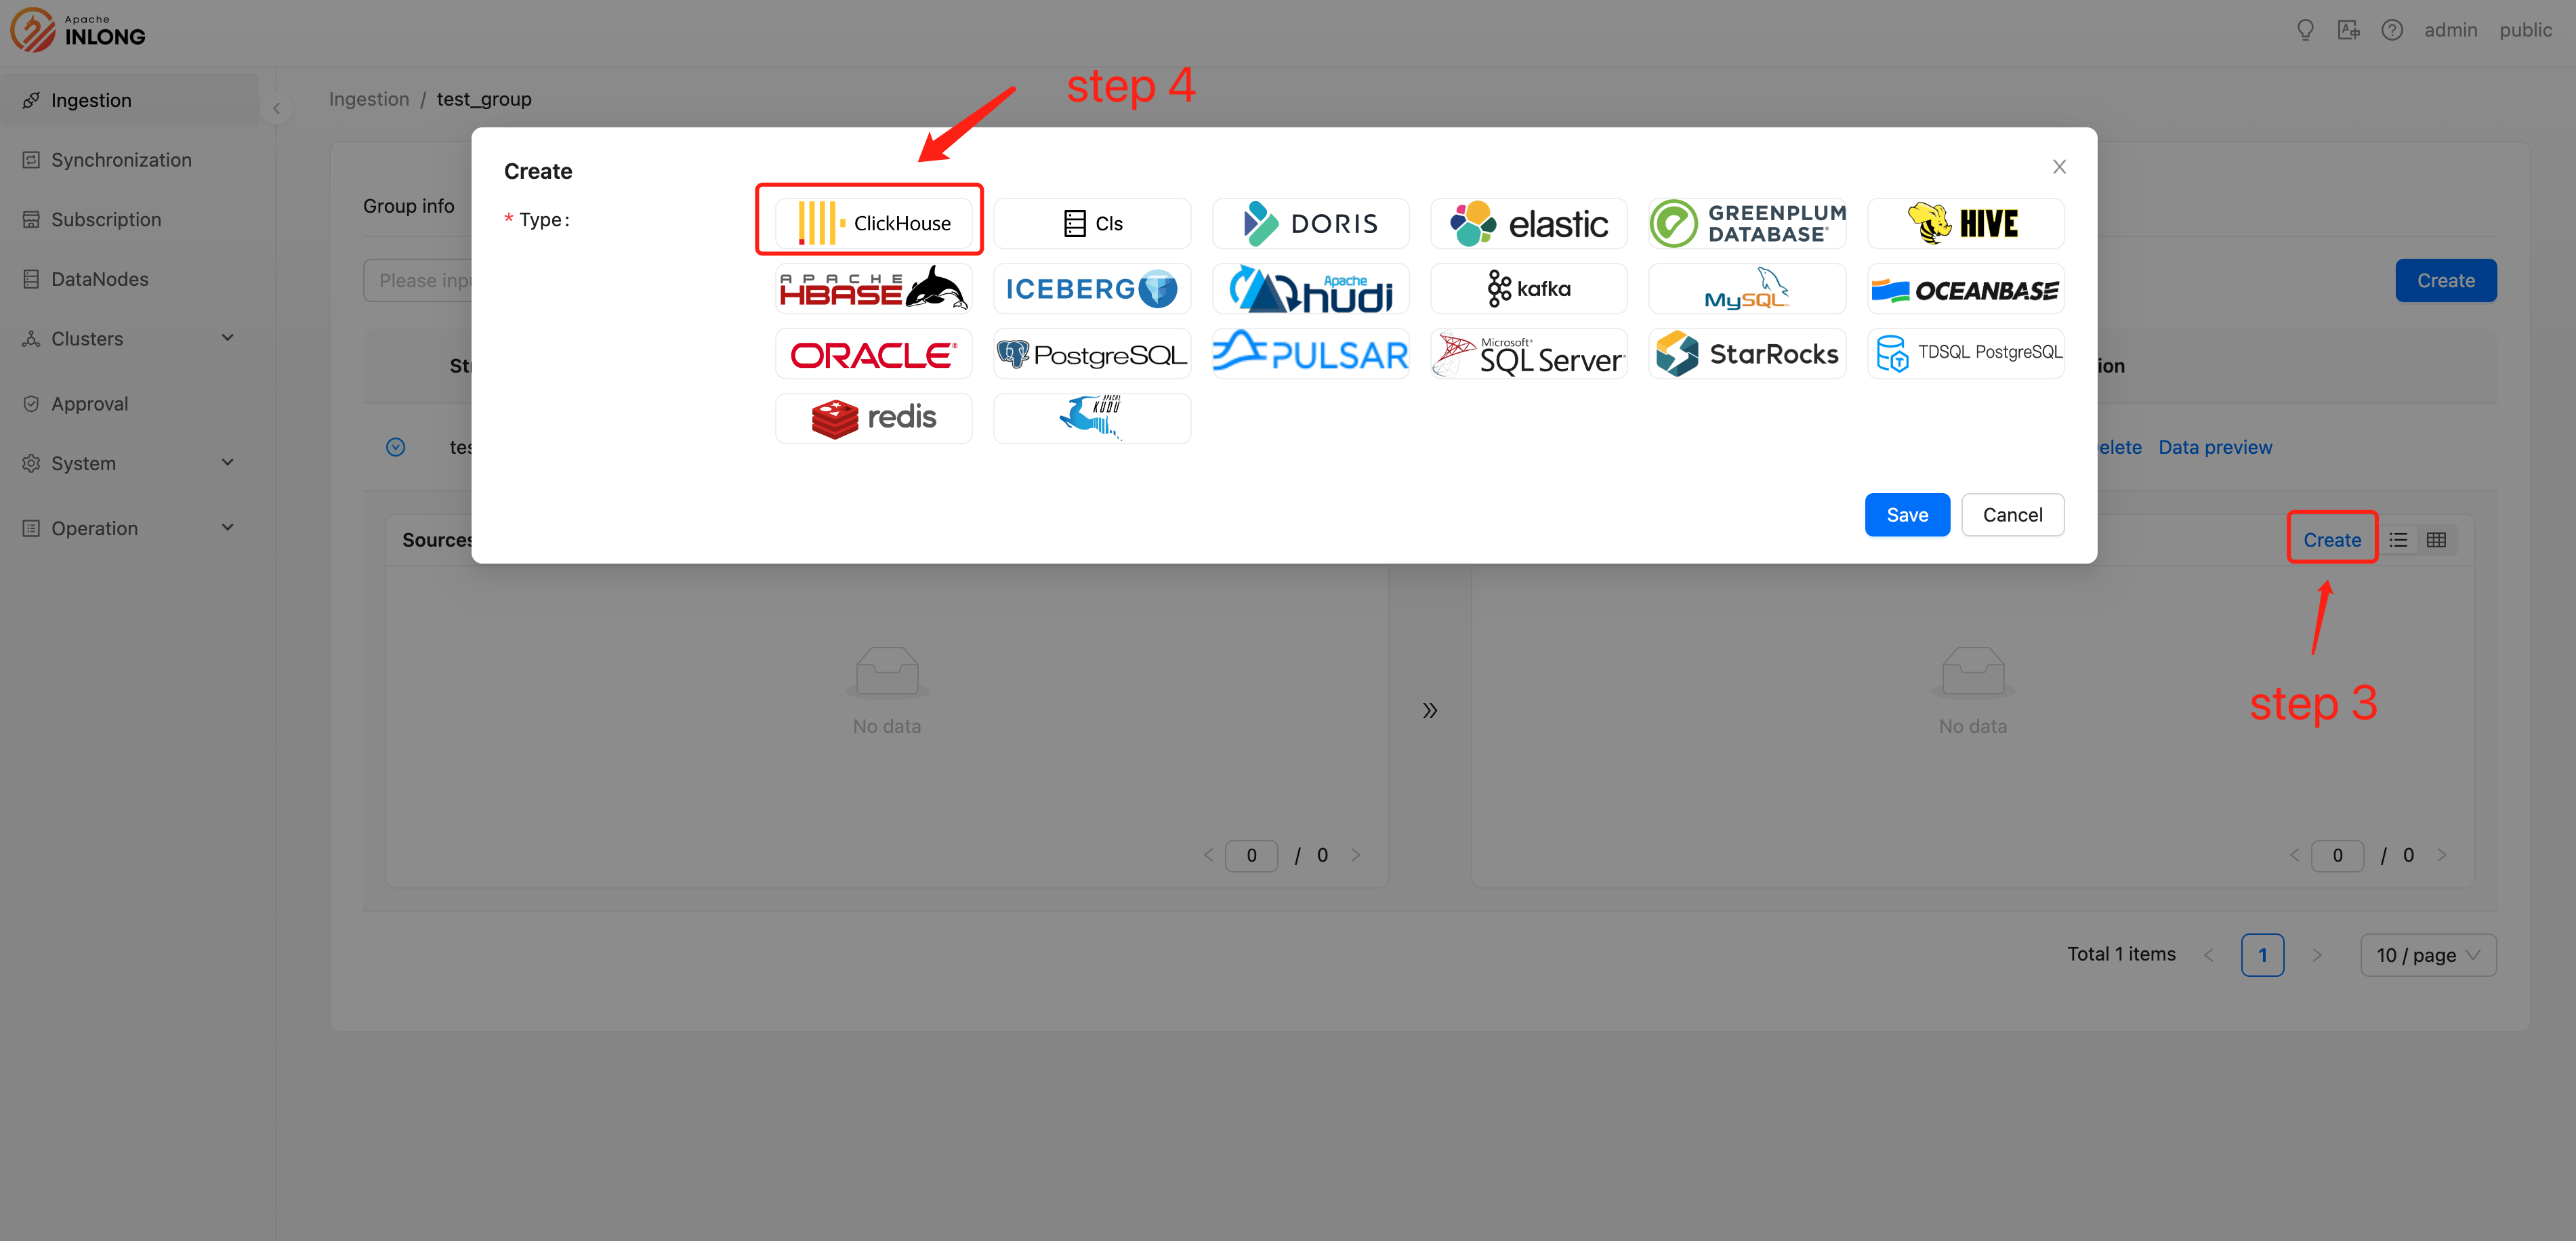 Apache
INLONG
admin
public
Ingestion
Synchronization
Subscription
DataNodes
Clusters
Approval
System
Operation
Ingestion / test_group
step 4
Group info
Create
* Type :
ClickHouse
Cls
DORIS
elastic
GREENPLUM
DATABASE
HIVE
APACHE
HBASE
ICEBERG
Apache
hudi
kafka
MySQL
OCEANBASE
ORACLE
PostgreSQL
PULSAR
Microsoft
SQL Server
StarRocks
TDSQL PostgreSQL
redis
APACHE
KUDU
Save
Cancel
Please inpu
Create
St
ion
tes
elete
Data preview
Sources
Create
step 3
No data
No data
0 / 0
0 / 0
Total 1 items
1
10 / page